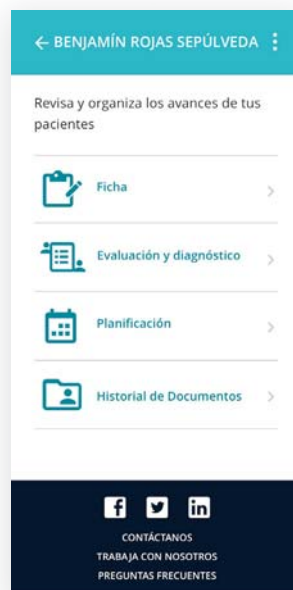 ← BENJAMÍN ROJAS SEPÚLVEDA
Revisa y organiza los avances de tus
pacientes
Ficha
Evaluación y diagnóstico
Planificación
Historial de Documentos
CONTÁCTANOS
TRABAJA CON NOSOTROS
PREGUNTAS FRECUENTES